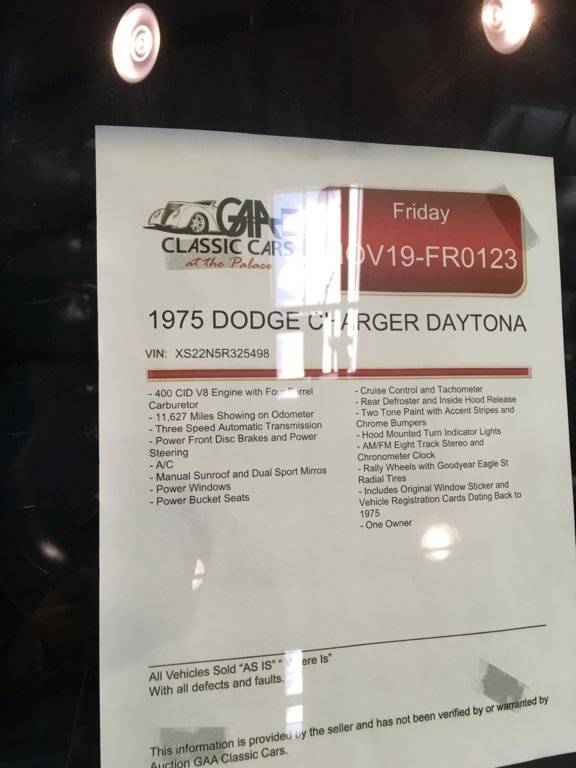 GAA
CLASSIC CARS
at the Palace
Friday
NOV19-FR0123
1975 DODGE CHARGER DAYTONA
VIN: XS22N5R325498
- 400 CID V8 Engine with Four Barrel
Carburetor
- 11,627 Miles Showing on Odometer
- Three Speed Automatic Transmission
- Power Front Disc Brakes and Power
Steering
- A/C
- Manual Sunroof and Dual Sport Mirros
- Power Windows
- Power Bucket Seats
- Cruise Control and Tachometer
- Rear Defroster and Inside Hood Release
- Two Tone Paint with Accent Stripes and
Chrome Bumpers
- Hood Mounted Turn Indicator Lights
- AM/FM Eight Track Stereo and
Chronometer Clock
- Rally Wheels with Goodyear Eagle St
Radial Tires
- Includes Original Window Sticker and
Vehicle Registration Cards Dating Back to
1975
- One Owner
All Vehicles Sold "AS IS" "Where Is"
With all defects and faults.
This information is provided by the seller and has not been verified by or warranted by
Auction GAA Classic Cars.